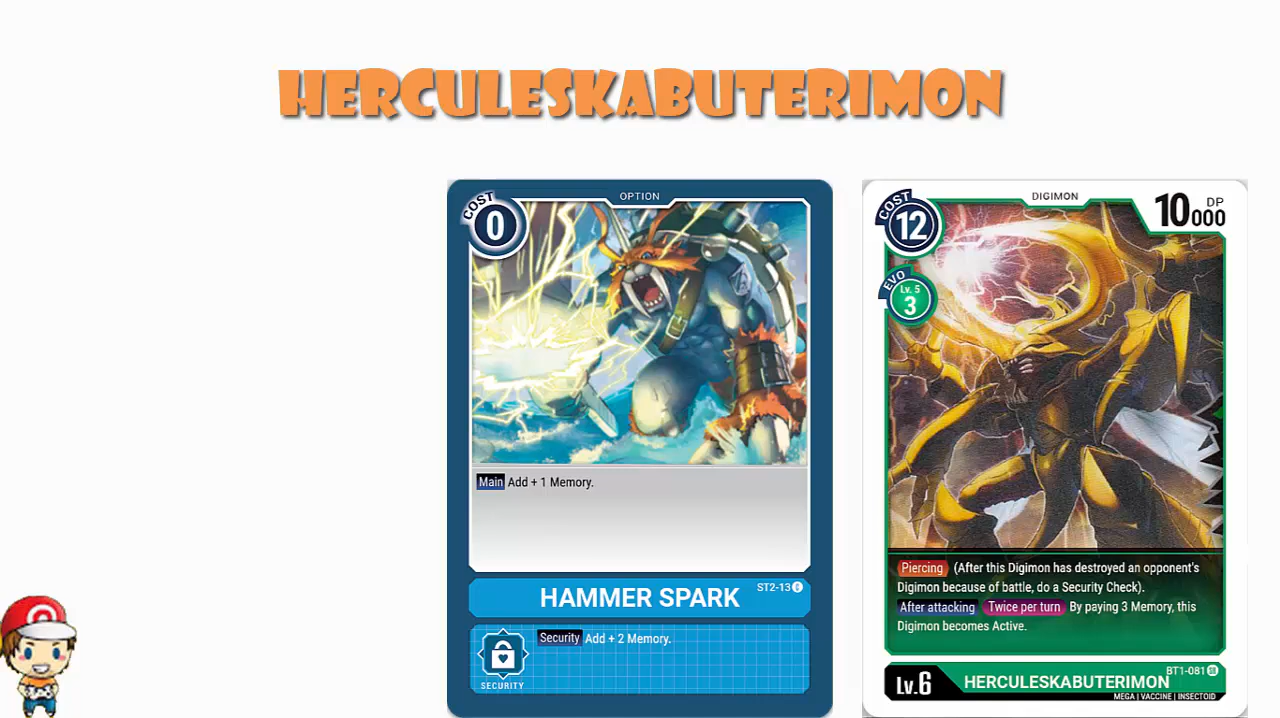 HERCULESKABUTERIMON
OPTION
COST
0
Main Add + 1 Memory.
HAMMER SPARK
ST2-13
Security Add + 2 Memory.
SECURITY
DIGIMON
COST
12
DP
10000
EVO
Lv. 5
3
Piercing (After this Digimon has destroyed an opponent's
Digimon because of battle, do a Security Check).
After attacking Twice per turn By paying 3 Memory, this
Digimon becomes Active.
BT1-081
Lv.6 HERCULESKABUTERIMON
MEGA | VACCINE | INSECTOID